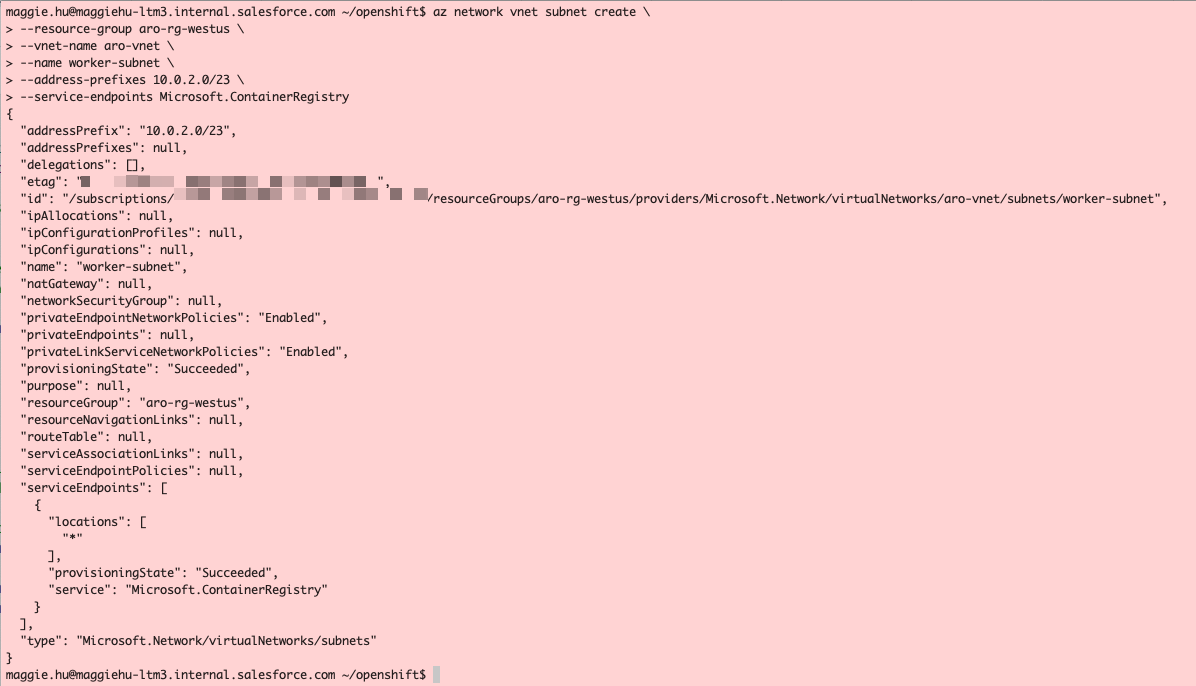 maggie.hu@maggiehu-ltm3.internal.salesforce.com ~/openshift$ az network vnet subnet create \
> --resource-group aro-rg-westus \
> --vnet-name aro-vnet \
> --name worker-subnet \
> --address-prefixes 10.0.2.0/23 \
> --service-endpoints Microsoft.ContainerRegistry
{
  "addressPrefix": "10.0.2.0/23",
  "addressPrefixes": null,
  "delegations": [],
  "etag": " ",
  "id": "/subscriptions/ /resourceGroups/aro-rg-westus/providers/Microsoft.Network/virtualNetworks/aro-vnet/subnets/worker-subnet",
  "ipAllocations": null,
  "ipConfigurationProfiles": null,
  "ipConfigurations": null,
  "name": "worker-subnet",
  "natGateway": null,
  "networkSecurityGroup": null,
  "privateEndpointNetworkPolicies": "Enabled",
  "privateEndpoints": null,
  "privateLinkServiceNetworkPolicies": "Enabled",
  "provisioningState": "Succeeded",
  "purpose": null,
  "resourceGroup": "aro-rg-westus",
  "resourceNavigationLinks": null,
  "routeTable": null,
  "serviceAssociationLinks": null,
  "serviceEndpointPolicies": null,
  "serviceEndpoints": [
    {
      "locations": [
        "*"
      ],
      "provisioningState": "Succeeded",
      "service": "Microsoft.ContainerRegistry"
    }
  ],
  "type": "Microsoft.Network/virtualNetworks/subnets"
}
maggie.hu@maggiehu-ltm3.internal.salesforce.com ~/openshift$